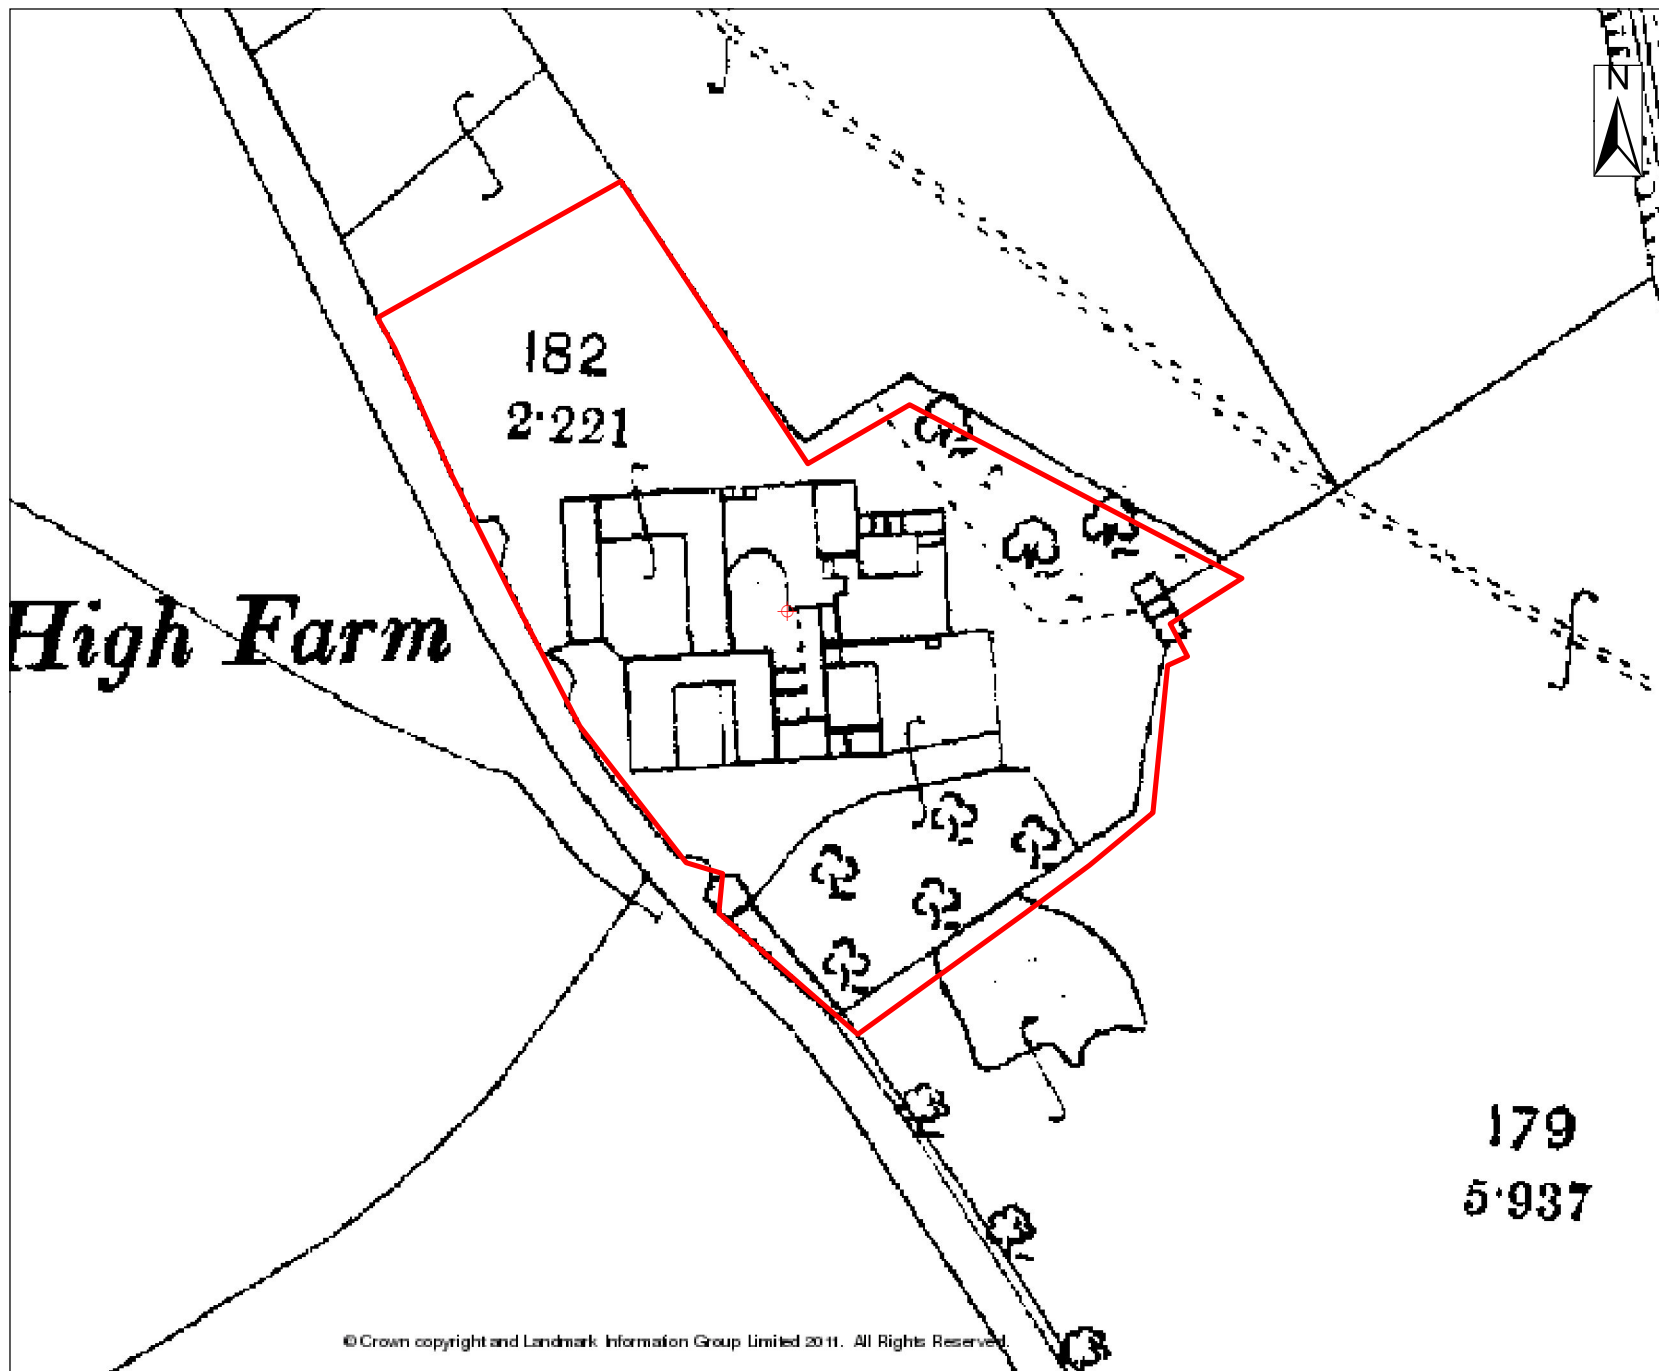 N
182
2·221
High Farm
179
5·937
© Crown copyright and Landmark Information Group Limited 2011. All Rights Reserved.